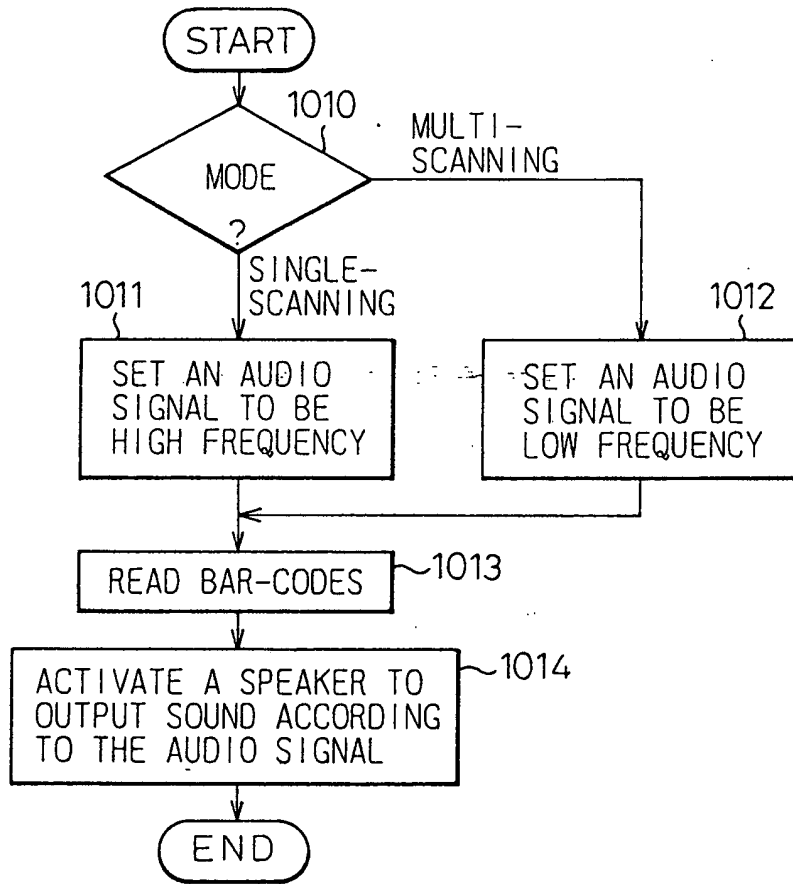 START
1010
MODE
?
MULTI-
SCANNING
SINGLE-
SCANNING
1011
SET AN AUDIO
SIGNAL TO BE
HIGH FREQUENCY
1012
SET AN AUDIO
SIGNAL TO BE
LOW FREQUENCY
READ BAR-CODES
1013
ACTIVATE A SPEAKER TO
OUTPUT SOUND ACCORDING
TO THE AUDIO SIGNAL
1014
END